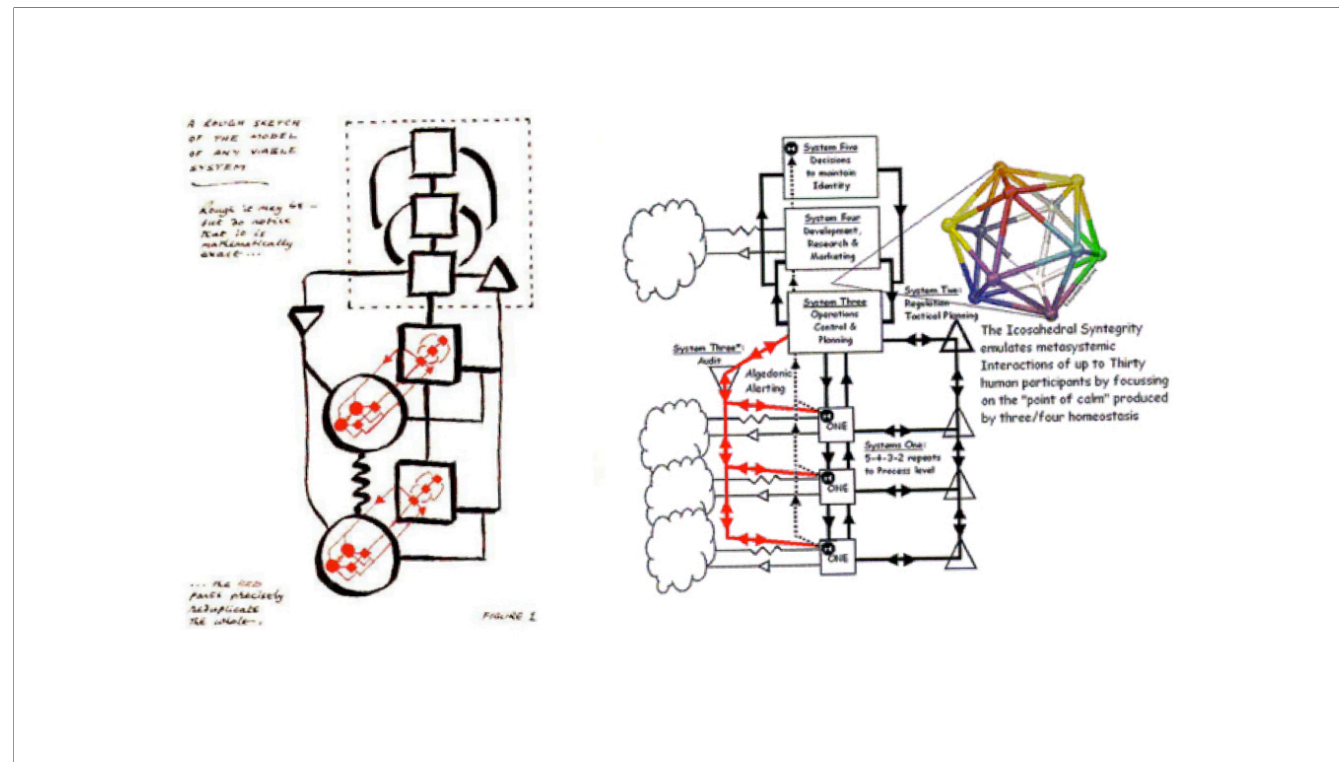 A ROUGH SKETCH
OF THE MODEL
OF ANY VIABLE
SYSTEM
Rough it may be -
but do notice
that it is
mathematically
exact ...
... the RED
parts precisely
reduplicate
the whole.
FIGURE 1
System Five
Decisions
to maintain
Identity
System Four
Development,
Research &
Marketing
System Three
Operations
Control &
Planning
System Two:
Regulation
Tactical Planning
System Three*:
Audit
Algedonic
Alerting
ONE
Systems One:
5-4-3-2 repeats
to Process level
ONE
ONE
The Icosahedral Syntegrity
emulates metasystemic
Interactions of up to Thirty
human participants by focussing
on the "point of calm" produced
by three/four homeostasis